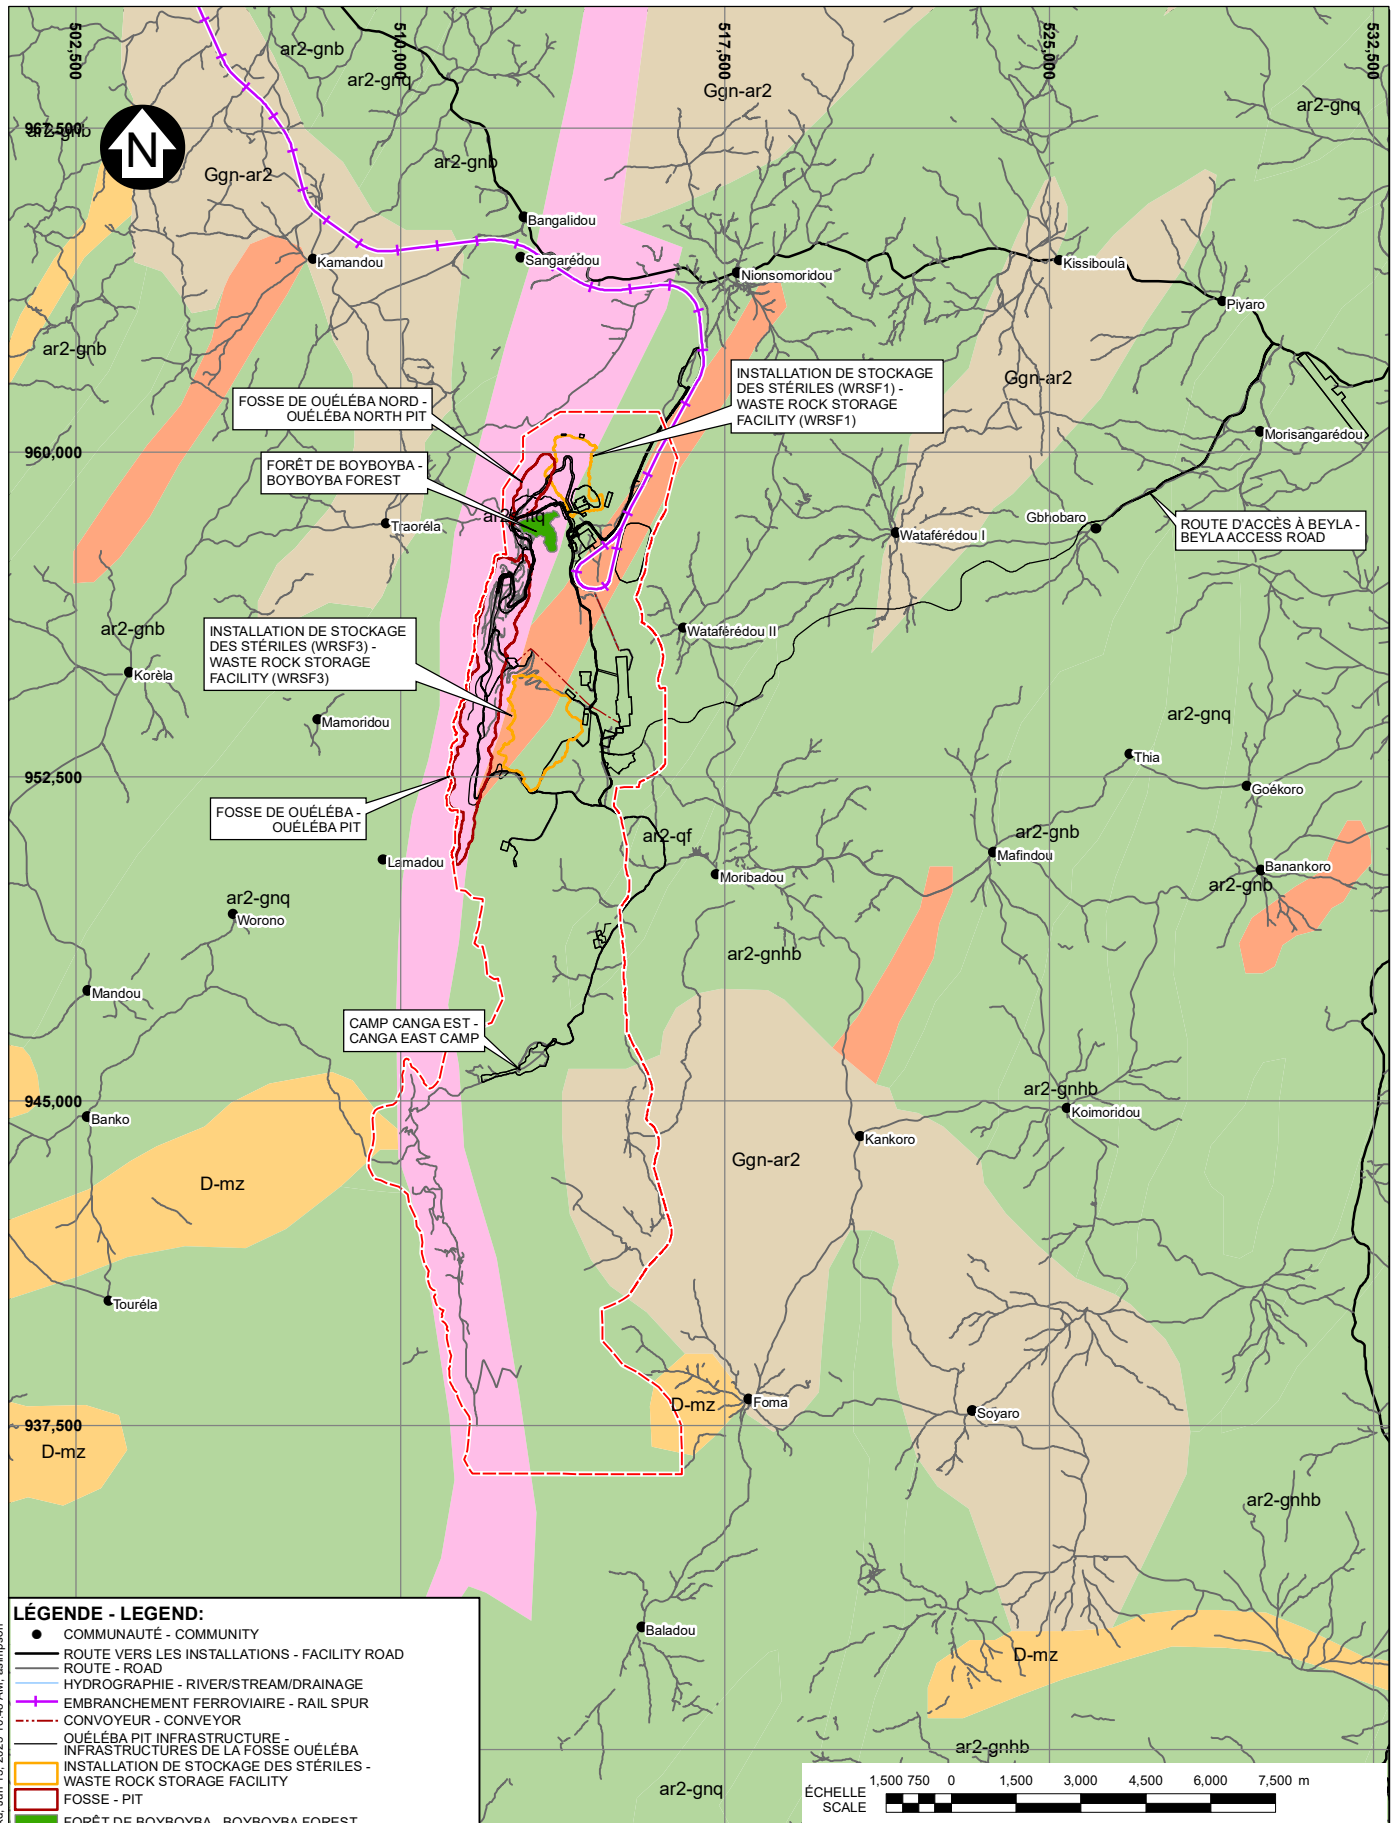 502,500
510,000
517,500
525,000
532,500
967,500
960,000
952,500
945,000
937,500
N
ar2-gnb
ar2-gnq
Ggn-ar2
ar2-gnq
ar2-gnb
ar2-gnb
Ggn-ar2
Bangalidou
Sangarédou
Kamandou
Nionsomoridou
Kissiboula
Piyaro
ar2-gnb
Ggn-ar2
INSTALLATION DE STOCKAGE
DES STÉRILES (WRSF1) -
WASTE ROCK STORAGE
FACILITY (WRSF1)
FOSSE DE OUÉLÉBA NORD -
OUÉLÉBA NORTH PIT
Morisangarédou
FORÊT DE BOYBOYBA -
BOYBOYBA FOREST
Traoréla
Gbhobaro
Wataférédou I
ROUTE D'ACCÈS À BEYLA -
BEYLA ACCESS ROAD
ar2-gnb
INSTALLATION DE STOCKAGE
DES STÉRILES (WRSF3) -
WASTE ROCK STORAGE
FACILITY (WRSF3)
Wataférédou II
Korèla
Mamoridou
ar2-gnq
Thia
Goékoro
FOSSE DE OUÉLÉBA -
OUÉLÉBA PIT
ar2-qf
ar2-gnb
Mafindou
Lamadou
Moribadou
Banankoro
ar2-gnb
ar2-gnq
Worono
ar2-gnhb
Mandou
CAMP CANGA EST -
CANGA EAST CAMP
ar2-gnhb
Koimoridou
Banko
Kankoro
Ggn-ar2
D-mz
Touréla
D-mz
Foma
Soyaro
D-mz
ar2-gnhb
Baladou
D-mz
ar2-gnhb
ar2-gnq
LÉGENDE - LEGEND:
COMMUNAUTÉ - COMMUNITY
ROUTE VERS LES INSTALLATIONS - FACILITY ROAD
ROUTE - ROAD
HYDROGRAPHIE - RIVER/STREAM/DRAINAGE
EMBRANCHEMENT FERROVIAIRE - RAIL SPUR
CONVOYEUR - CONVEYOR
OUÉLÉBA PIT INFRASTRUCTURE -
INFRASTRUCTURES DE LA FOSSE OUÉLÉBA
INSTALLATION DE STOCKAGE DES STÉRILES -
WASTE ROCK STORAGE FACILITY
FOSSE - PIT
FORÊT DE BOYBOYBA - BOYBOYBA FOREST
ÉCHELLE
SCALE
1,500 750 0 1,500 3,000 4,500 6,000 7,500 m